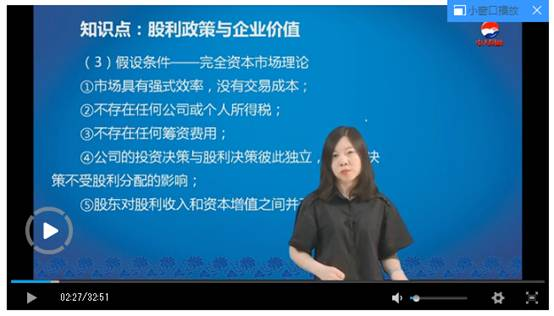 小窗口播放
知识点：股利政策与企业价值
（3）假设条件——完全资本市场理论
①市场具有强式效率，没有交易成本；
②不存在任何公司或个人所得税；
③不存在任何筹资费用；
④公司的投资决策与股利决策彼此独立，
决
策不受股利分配的影响；
⑤股东对股利收入和资本增值之间并
02:27/32:51